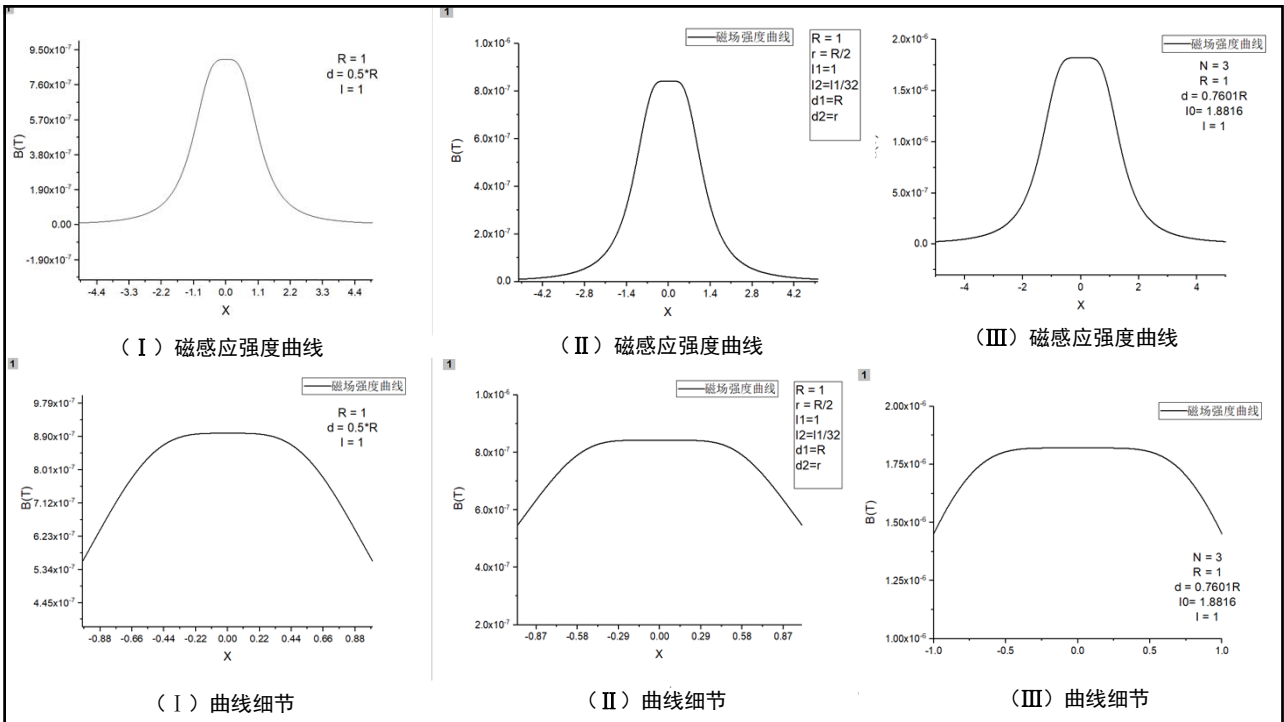 1
9.50x10⁻⁷
7.60x10⁻⁷
5.70x10⁻⁷
3.80x10⁻⁷
1.90x10⁻⁷
0.00
-1.90x10⁻⁷
B(T)
R = 1
d = 0.5*R
I = 1
-4.4 -3.3 -2.2 -1.1 0.0 1.1 2.2 3.3 4.4
X
（Ⅰ）磁感应强度曲线
1
1.0x10⁻⁶
8.0x10⁻⁷
6.0x10⁻⁷
4.0x10⁻⁷
2.0x10⁻⁷
0.0
B(T)
磁场强度曲线
R = 1
r = R/2
I1=1
I2=I1/32
d1=R
d2=r
-4.2 -2.8 -1.4 0.0 1.4 2.8 4.2
X
（Ⅱ）磁感应强度曲线
2.0x10⁻⁶
1.5x10⁻⁶
1.0x10⁻⁶
5.0x10⁻⁷
0.0
磁场强度曲线
N = 3
R = 1
d = 0.7601R
I0= 1.8816
I = 1
-4 -2 0 2 4
X
（Ⅲ）磁感应强度曲线
1
9.79x10⁻⁷
8.90x10⁻⁷
8.01x10⁻⁷
7.12x10⁻⁷
6.23x10⁻⁷
5.34x10⁻⁷
4.45x10⁻⁷
B(T)
磁场强度曲线
R = 1
d = 0.5*R
I = 1
-0.88 -0.66 -0.44 -0.22 0.00 0.22 0.44 0.66 0.88
X
（Ⅰ）曲线细节
1
1.0x10⁻⁶
8.0x10⁻⁷
6.0x10⁻⁷
4.0x10⁻⁷
2.0x10⁻⁷
B(T)
磁场强度曲线
R = 1
r = R/2
I1=1
I2=I1/32
d1=R
d2=r
-0.87 -0.58 -0.29 0.00 0.29 0.58 0.87
X
（Ⅱ）曲线细节
1
2.00x10⁻⁶
1.75x10⁻⁶
1.50x10⁻⁶
1.25x10⁻⁶
1.00x10⁻⁶
B(T)
磁场强度曲线
N = 3
R = 1
d = 0.7601R
I0= 1.8816
I = 1
-1.0 -0.5 0.0 0.5 1.0
X
（Ⅲ）曲线细节